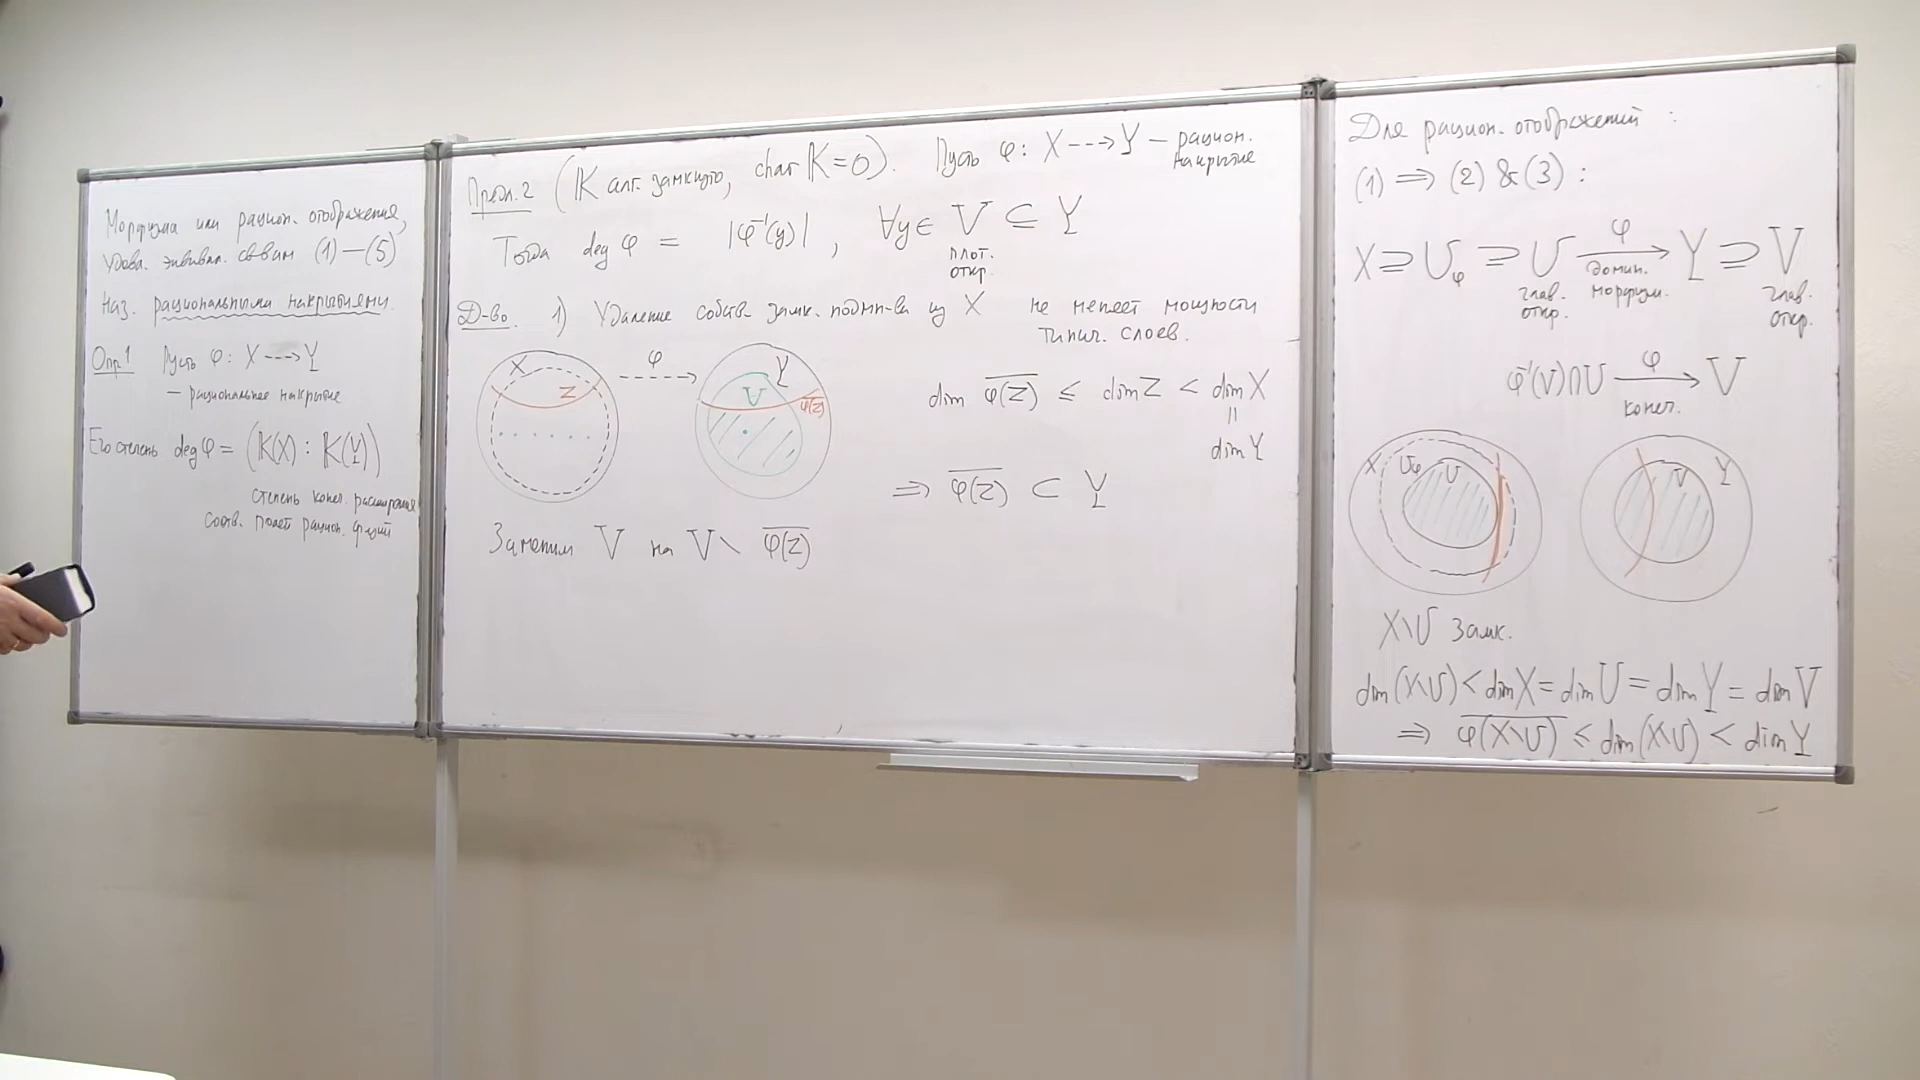 Морфизмы или рацион. отображения,
удовл. эквивал. св-вам (1)–(5)
наз. рациональными накрытиями.
Опр.1 Пусть φ: X ⇢ Y
– рациональное накрытие
Его степень deg φ = (𝕂(X) : 𝕂(Y))
степень конеч. расширения
соотв. полей рацион. функций
Предл.2 (𝕂 алг. замкнуто, char 𝕂 = 0). Пусть φ: X ⇢ Y – рацион. накрытие
Тогда deg φ = |φ⁻¹(y)|, ∀y ∈ V ⊆ Y
плот.
откр.
Д-во. 1) Удаление собств. замк. подмн-ва из X не меняет мощности
типич. слоев.
X Z φ Y V φ(Z)‾
dim φ(Z)‾ ≤ dim Z < dim X
=
dim Y
⇒ φ(Z)‾ ⊂ Y
Заменим V на V \ φ(Z)‾
Для рацион. отображений:
(1) ⇒ (2) & (3):
X ⊇ U_φ ⊇ U —φ→ Y ⊇ V
глав. откр. домин. морфизм. глав. откр.
φ⁻¹(V) ∩ U —φ→ V
конеч.
X U_φ U V Y
X\U замк.
dim(X\U) < dim X = dim U = dim Y = dim V
⇒ φ(X\U)‾ ≤ dim(X\U) < dim Y